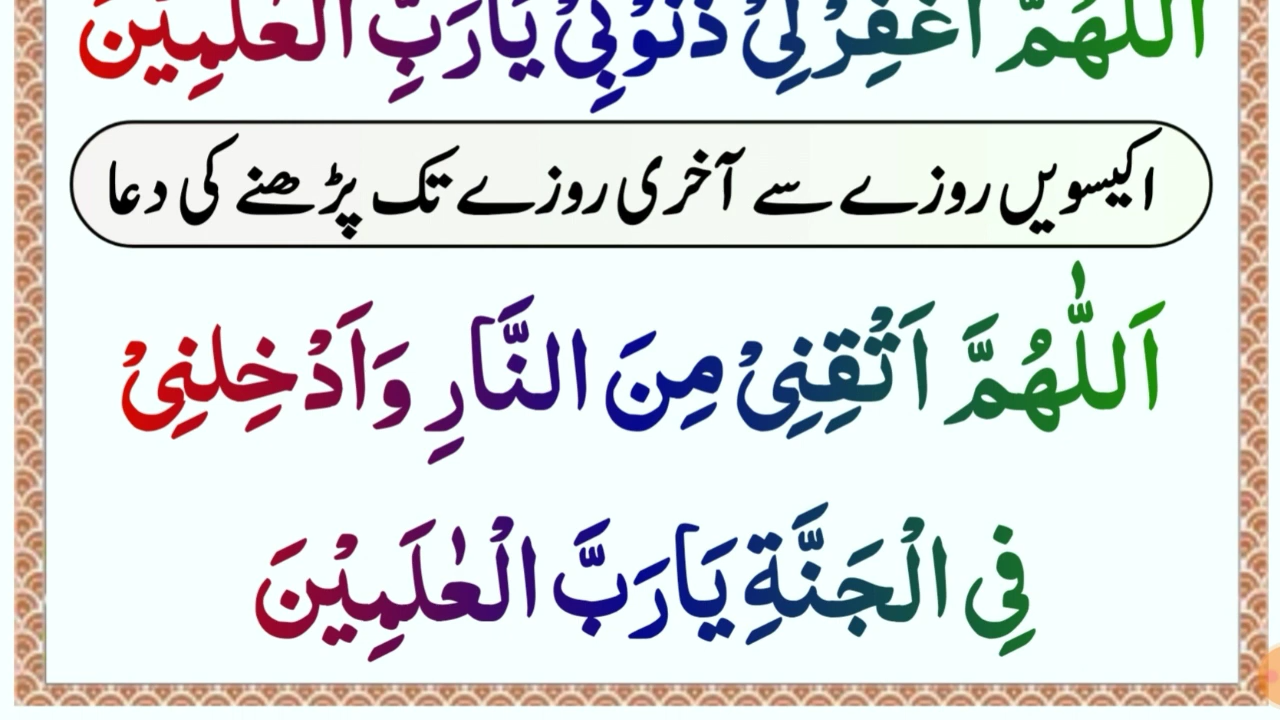 اَللّٰهُمَّ اغْفِرْلِیْ ذُنُوْبِیْ یَارَبَّ الْعٰلَمِیْنَ
اکیسویں روزے سے آخری روزے تک پڑھنے کی دعا
اَللّٰهُمَّ اَتْقِنِیْ مِنَ النَّارِ وَاَدْخِلنِیْ
فِی الْجَنَّةِ یَارَبَّ الْعٰلَمِیْنَ